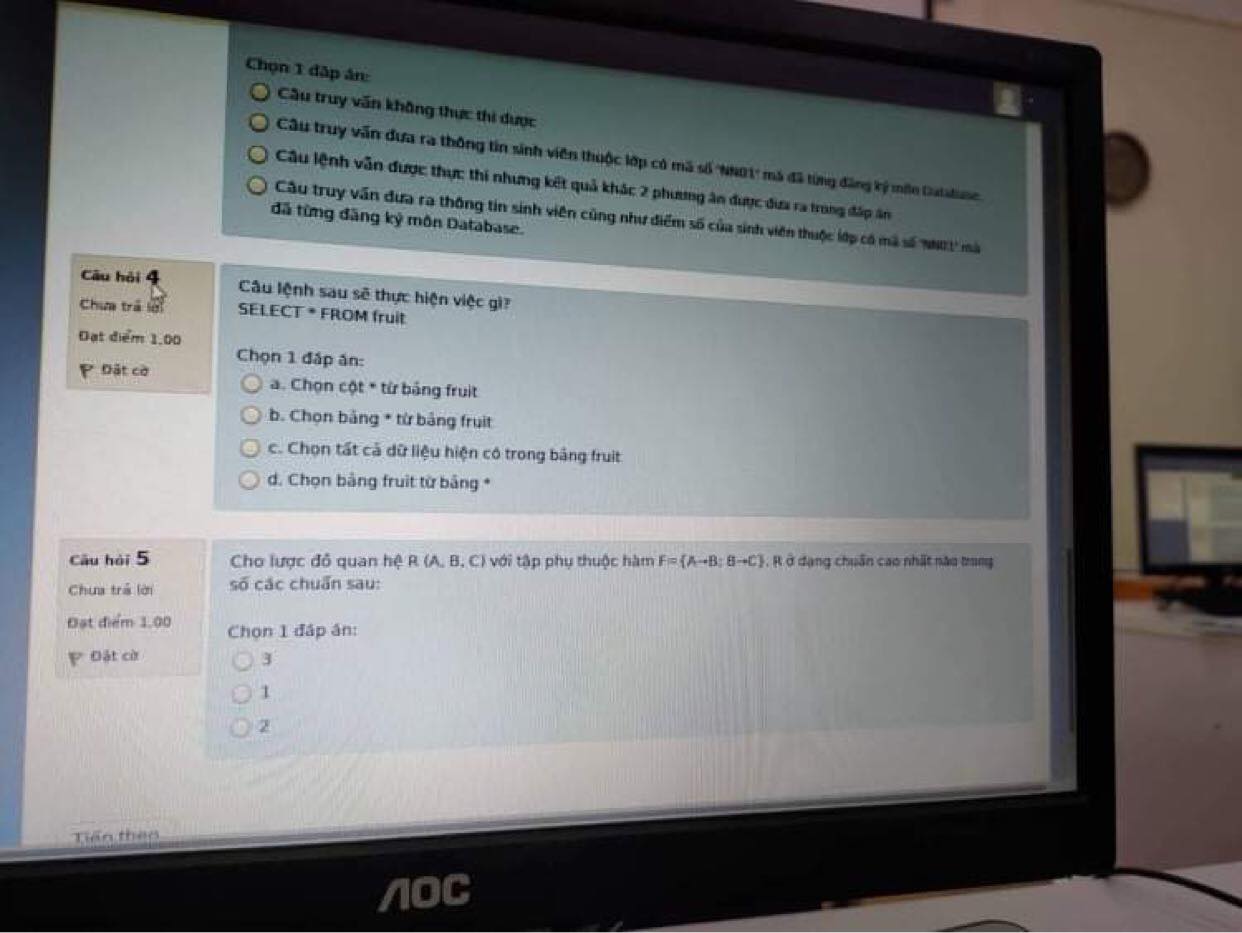 Chọn 1 đáp án:
Câu truy vấn không thực thi được
Câu truy vấn đưa ra thông tin sinh viên thuộc lớp có mã số 'NN01' mà đã từng đăng ký môn Database.
Câu lệnh vẫn được thực thi nhưng kết quả khác 2 phương án được đưa ra trong đáp án
Câu truy vấn đưa ra thông tin sinh viên cũng như điểm số của sinh viên thuộc lớp có mã số 'NN01' mà
đã từng đăng ký môn Database.
Câu hỏi 4
Chưa trả lời
Đạt điểm 1,00
Đặt cờ
Câu lệnh sau sẽ thực hiện việc gì?
SELECT * FROM fruit
Chọn 1 đáp án:
a. Chọn cột * từ bảng fruit
b. Chọn bảng * từ bảng fruit
c. Chọn tất cả dữ liệu hiện có trong bảng fruit
d. Chọn bảng fruit từ bảng *
Câu hỏi 5
Chưa trả lời
Đạt điểm 1,00
Đặt cờ
Cho lược đồ quan hệ R (A, B, C) với tập phụ thuộc hàm F={A→B; B→C}. R ở dạng chuẩn cao nhất nào trong
số các chuẩn sau:
Chọn 1 đáp án:
3
1
2
Tiến theo
AOC